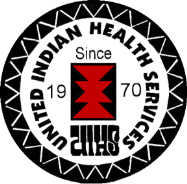 UNITED INDIAN HEALTH SERVICES
Since
19 70
UIHS